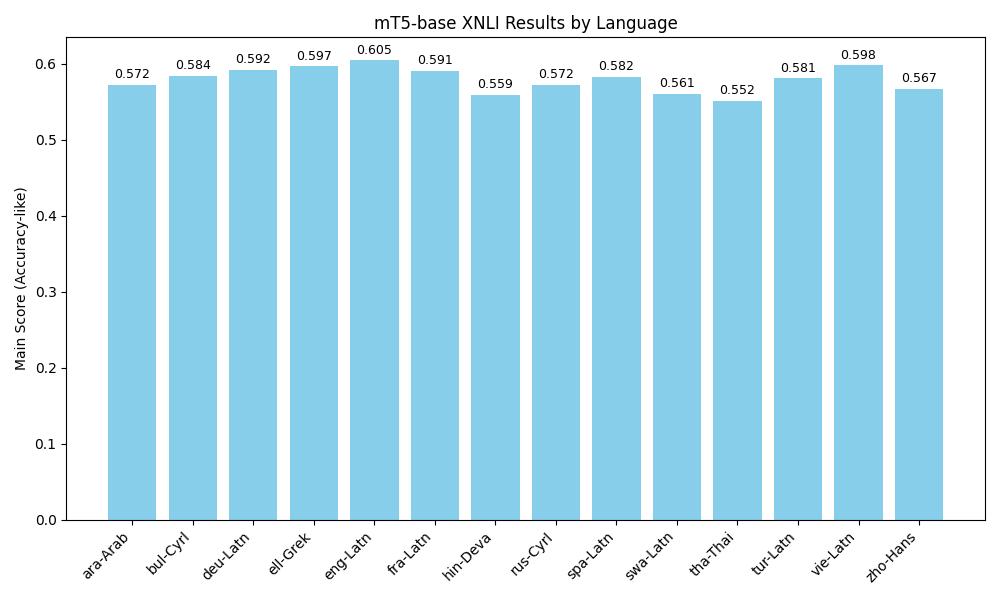 mT5-base XNLI Results by Language
Main Score (Accuracy-like)
0.6
0.5
0.4
0.3
0.2
0.1
0.0
0.572
0.584
0.592
0.597
0.605
0.591
0.559
0.572
0.582
0.561
0.552
0.581
0.598
0.567
ara-Arab
bul-Cyrl
deu-Latn
ell-Grek
eng-Latn
fra-Latn
hin-Deva
rus-Cyrl
spa-Latn
swa-Latn
tha-Thai
tur-Latn
vie-Latn
zho-Hans